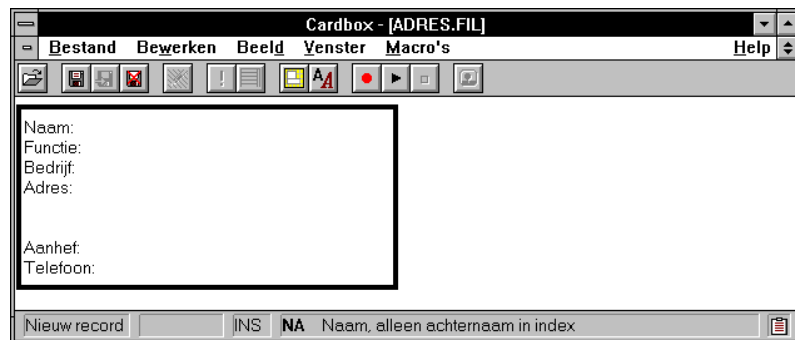 Cardbox - [ADRES.FIL]
Bestand Bewerken Beeld Venster Macro's Help
Naam:
Functie:
Bedrijf:
Adres:
Aanhef:
Telefoon:
Nieuw record INS NA Naam, alleen achternaam in index